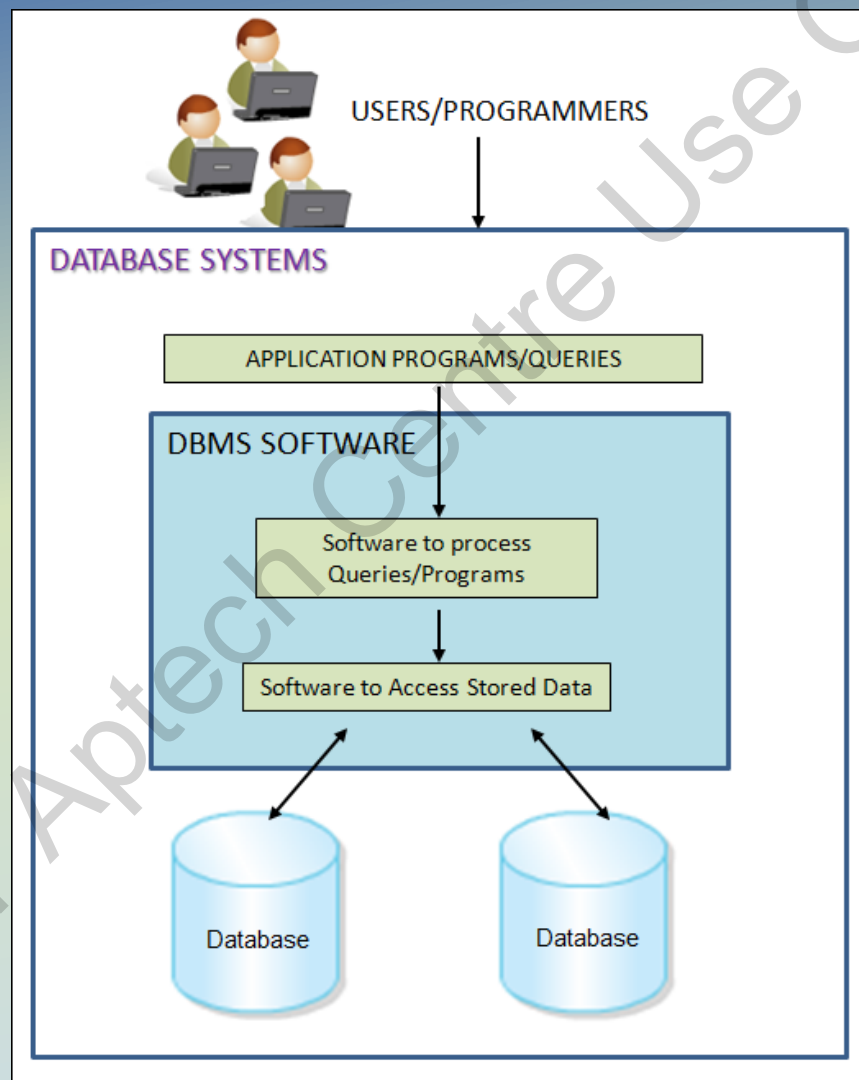 USERS/PROGRAMMERS
DATABASE SYSTEMS
APPLICATION PROGRAMS/QUERIES
DBMS SOFTWARE
Software to process
Queries/Programs
Software to Access Stored Data
Database
Database
Aptech Centre Use